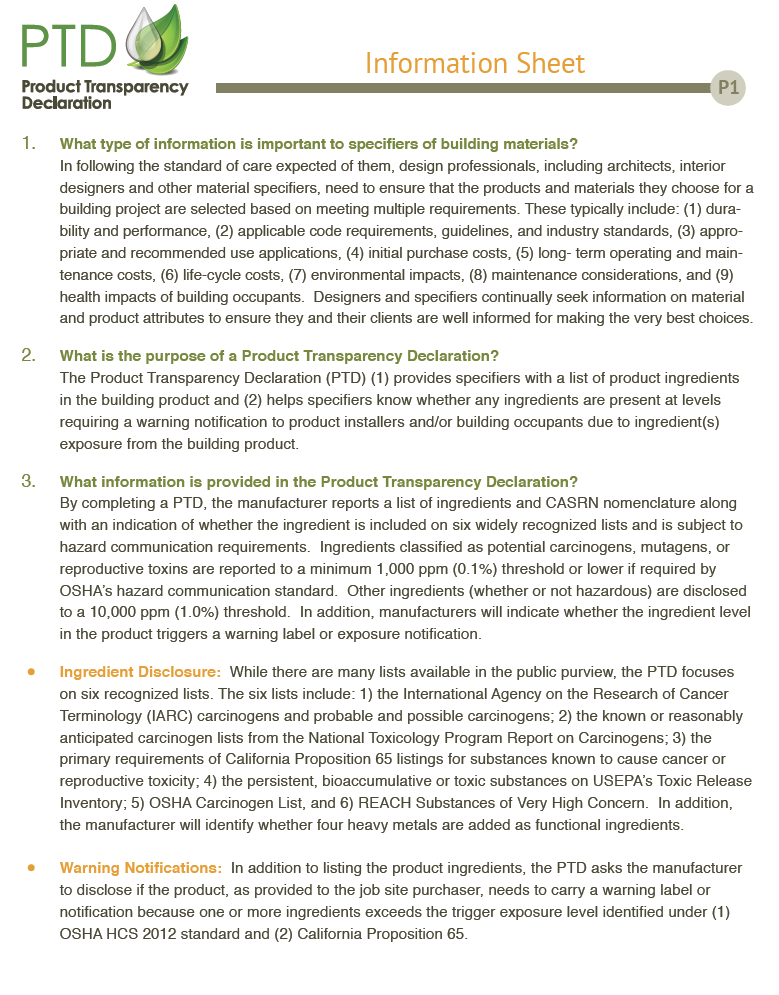 PTD
Product Transparency
Declaration
Information Sheet
P1
1. What type of information is important to specifiers of building materials?
In following the standard of care expected of them, design professionals, including architects, interior
designers and other material specifiers, need to ensure that the products and materials they choose for a
building project are selected based on meeting multiple requirements. These typically include: (1) dura-
bility and performance, (2) applicable code requirements, guidelines, and industry standards, (3) appro-
priate and recommended use applications, (4) initial purchase costs, (5) long- term operating and main-
tenance costs, (6) life-cycle costs, (7) environmental impacts, (8) maintenance considerations, and (9)
health impacts of building occupants.  Designers and specifiers continually seek information on material
and product attributes to ensure they and their clients are well informed for making the very best choices.
2. What is the purpose of a Product Transparency Declaration?
The Product Transparency Declaration (PTD) (1) provides specifiers with a list of product ingredients
in the building product and (2) helps specifiers know whether any ingredients are present at levels
requiring a warning notification to product installers and/or building occupants due to ingredient(s)
exposure from the building product.
3. What information is provided in the Product Transparency Declaration?
By completing a PTD, the manufacturer reports a list of ingredients and CASRN nomenclature along
with an indication of whether the ingredient is included on six widely recognized lists and is subject to
hazard communication requirements.  Ingredients classified as potential carcinogens, mutagens, or
reproductive toxins are reported to a minimum 1,000 ppm (0.1%) threshold or lower if required by
OSHA's hazard communication standard.  Other ingredients (whether or not hazardous) are disclosed
to a 10,000 ppm (1.0%) threshold.  In addition, manufacturers will indicate whether the ingredient level
in the product triggers a warning label or exposure notification.
• Ingredient Disclosure:  While there are many lists available in the public purview, the PTD focuses
on six recognized lists. The six lists include: 1) the International Agency on the Research of Cancer
Terminology (IARC) carcinogens and probable and possible carcinogens; 2) the known or reasonably
anticipated carcinogen lists from the National Toxicology Program Report on Carcinogens; 3) the
primary requirements of California Proposition 65 listings for substances known to cause cancer or
reproductive toxicity; 4) the persistent, bioaccumulative or toxic substances on USEPA's Toxic Release
Inventory; 5) OSHA Carcinogen List, and 6) REACH Substances of Very High Concern.  In addition,
the manufacturer will identify whether four heavy metals are added as functional ingredients.
• Warning Notifications:  In addition to listing the product ingredients, the PTD asks the manufacturer
to disclose if the product, as provided to the job site purchaser, needs to carry a warning label or
notification because one or more ingredients exceeds the trigger exposure level identified under (1)
OSHA HCS 2012 standard and (2) California Proposition 65.